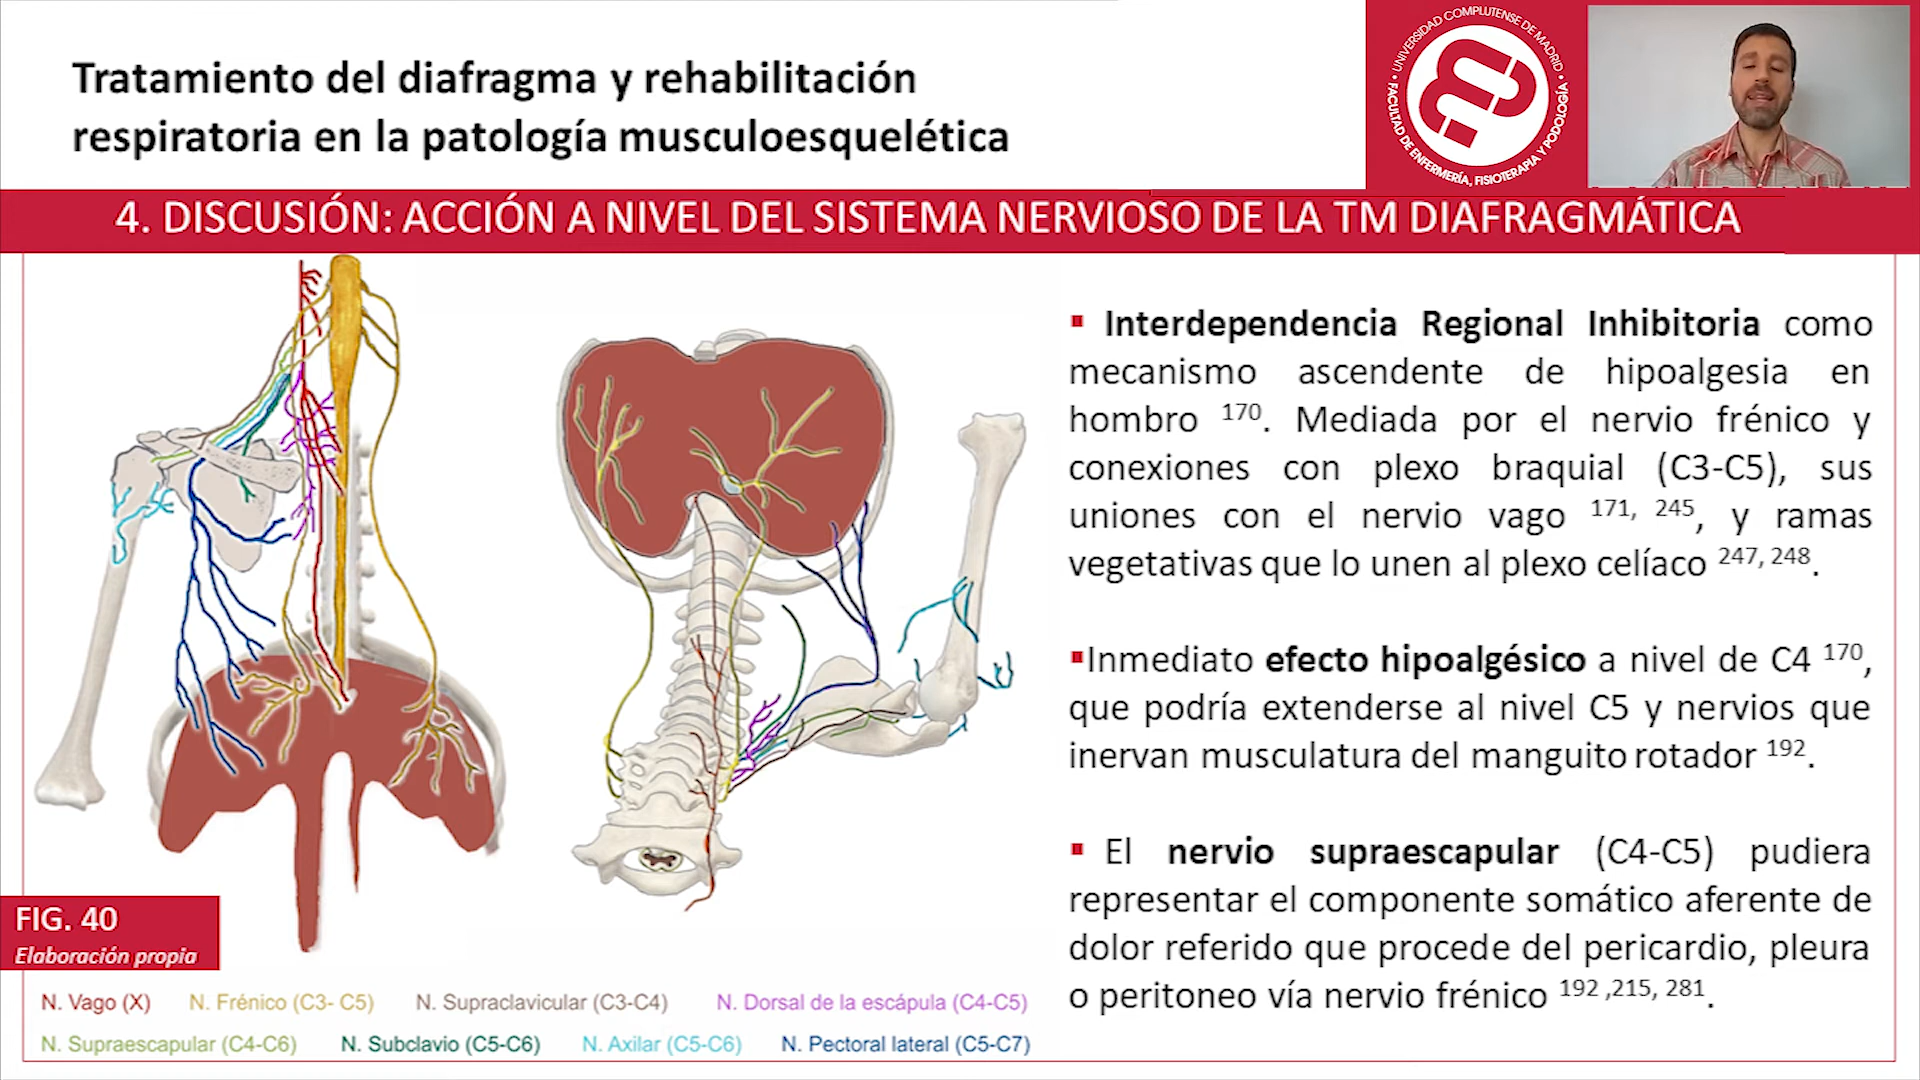 Tratamiento del diafragma y rehabilitación
respiratoria en la patología musculoesquelética
• UNIVERSIDAD COMPLUTENSE DE MADRID •
FACULTAD DE ENFERMERÍA, FISIOTERAPIA Y PODOLOGÍA
4. DISCUSIÓN: ACCIÓN A NIVEL DEL SISTEMA NERVIOSO DE LA TM DIAFRAGMÁTICA
▪ Interdependencia Regional Inhibitoria como
mecanismo ascendente de hipoalgesia en
hombro 170. Mediada por el nervio frénico y
conexiones con plexo braquial (C3-C5), sus
uniones con el nervio vago 171, 245, y ramas
vegetativas que lo unen al plexo celíaco 247, 248.
▪Inmediato efecto hipoalgésico a nivel de C4 170,
que podría extenderse al nivel C5 y nervios que
inervan musculatura del manguito rotador 192.
▪ El nervio supraescapular (C4-C5) pudiera
representar el componente somático aferente de
dolor referido que procede del pericardio, pleura
o peritoneo vía nervio frénico 192 ,215, 281.
FIG. 40
Elaboración propia
N. Vago (X) N. Frénico (C3- C5) N. Supraclavicular (C3-C4) N. Dorsal de la escápula (C4-C5)
N. Supraescapular (C4-C6) N. Subclavio (C5-C6) N. Axilar (C5-C6) N. Pectoral lateral (C5-C7)